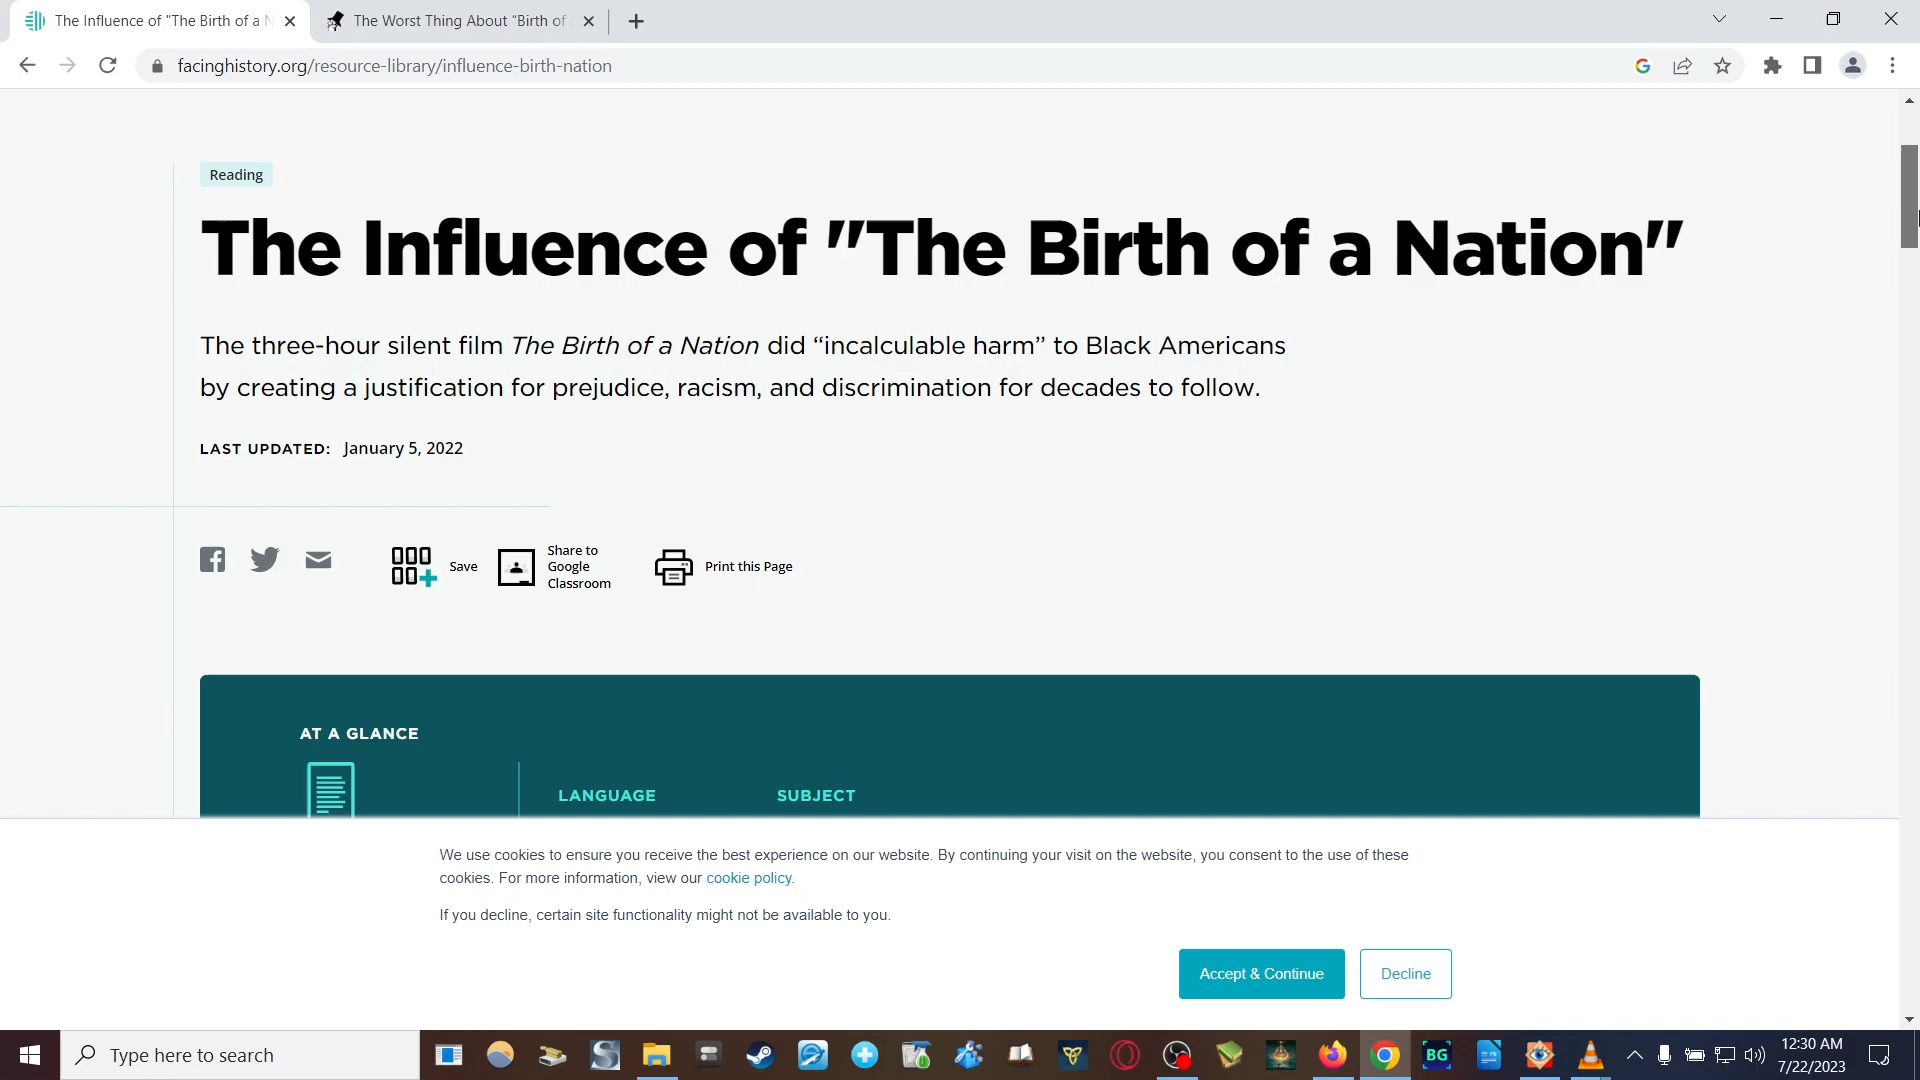 The Influence of "The Birth of a N
The Worst Thing About "Birth of a
facinghistory.org/resource-library/influence-birth-nation
Reading
The Influence of "The Birth of a Nation"
The three-hour silent film The Birth of a Nation did “incalculable harm” to Black Americans
by creating a justification for prejudice, racism, and discrimination for decades to follow.
LAST UPDATED: January 5, 2022
Save
Share to
Google
Classroom
Print this Page
AT A GLANCE
LANGUAGE
SUBJECT
We use cookies to ensure you receive the best experience on our website. By continuing your visit on the website, you consent to the use of these
cookies. For more information, view our cookie policy.
If you decline, certain site functionality might not be available to you.
Accept & Continue
Decline
Type here to search
BG
12:30 AM
7/22/2023